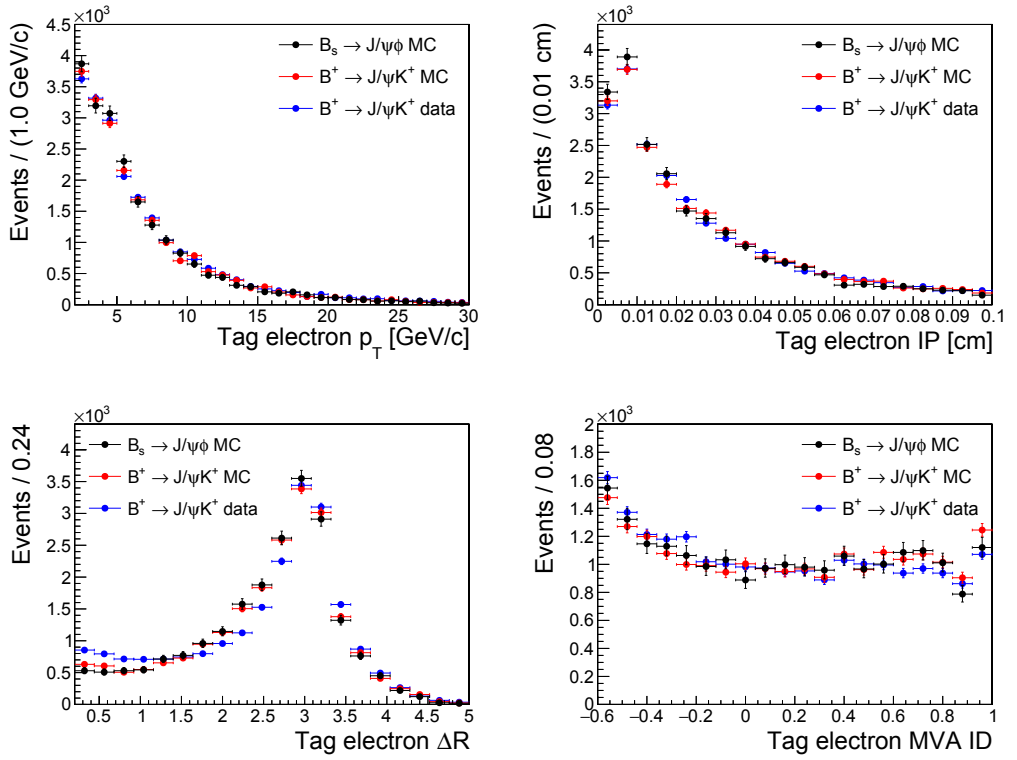 ×10³
Events / (1.0 GeV/c)
4.5
4
3.5
3
2.5
2
1.5
1
0.5
0
B_s → J/ψϕ MC
B⁺ → J/ψK⁺ MC
B⁺ → J/ψK⁺ data
5 10 15 20 25 30
Tag electron p_T [GeV/c]
×10³
Events / (0.01 cm)
4
3.5
3
2.5
2
1.5
1
0.5
0
B_s → J/ψϕ MC
B⁺ → J/ψK⁺ MC
B⁺ → J/ψK⁺ data
0 0.01 0.02 0.03 0.04 0.05 0.06 0.07 0.08 0.09 0.1
Tag electron IP [cm]
×10³
Events / 0.24
4
3.5
3
2.5
2
1.5
1
0.5
0
B_s → J/ψϕ MC
B⁺ → J/ψK⁺ MC
B⁺ → J/ψK⁺ data
0.5 1 1.5 2 2.5 3 3.5 4 4.5 5
Tag electron ΔR
×10³
Events / 0.08
2
1.8
1.6
1.4
1.2
1
0.8
0.6
0.4
0.2
0
B_s → J/ψϕ MC
B⁺ → J/ψK⁺ MC
B⁺ → J/ψK⁺ data
−0.6 −0.4 −0.2 0 0.2 0.4 0.6 0.8 1
Tag electron MVA ID